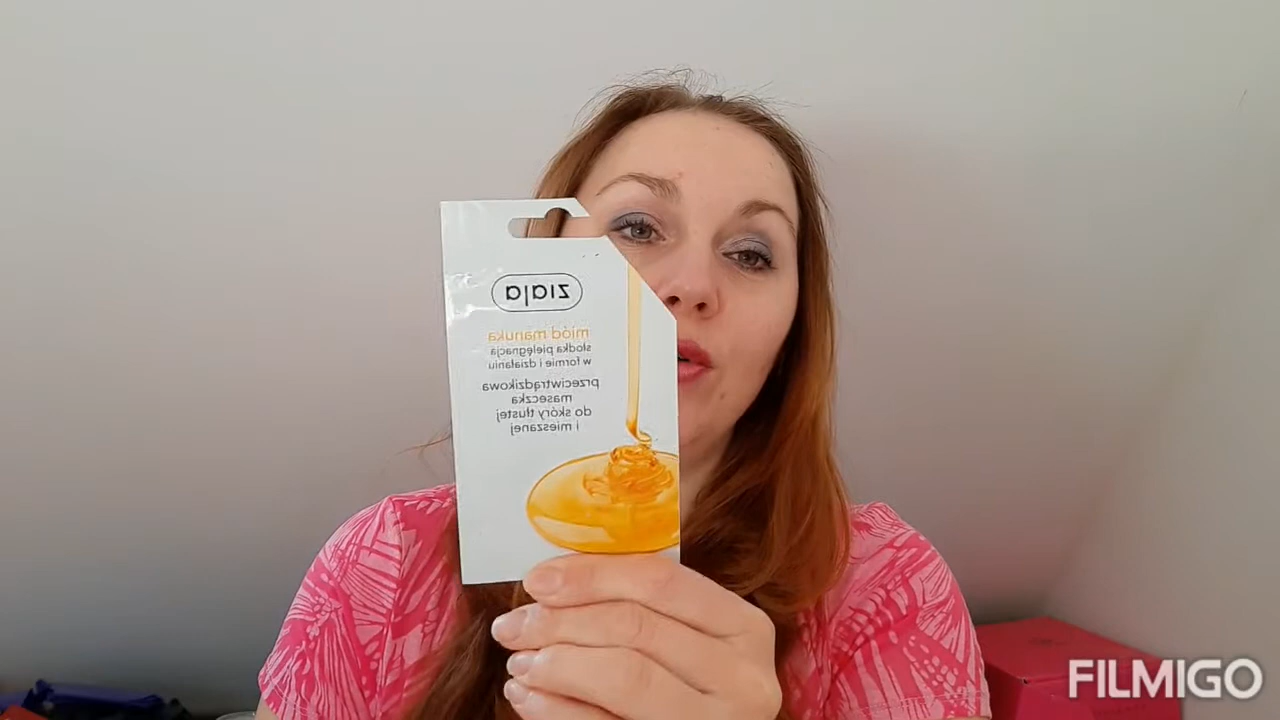 ziaja
miód manuka
słodka pielęgnacja
w formie i działaniu
przeciwtrądzikowa
maseczka
do skóry tłustej
i mieszanej
FILMIGO